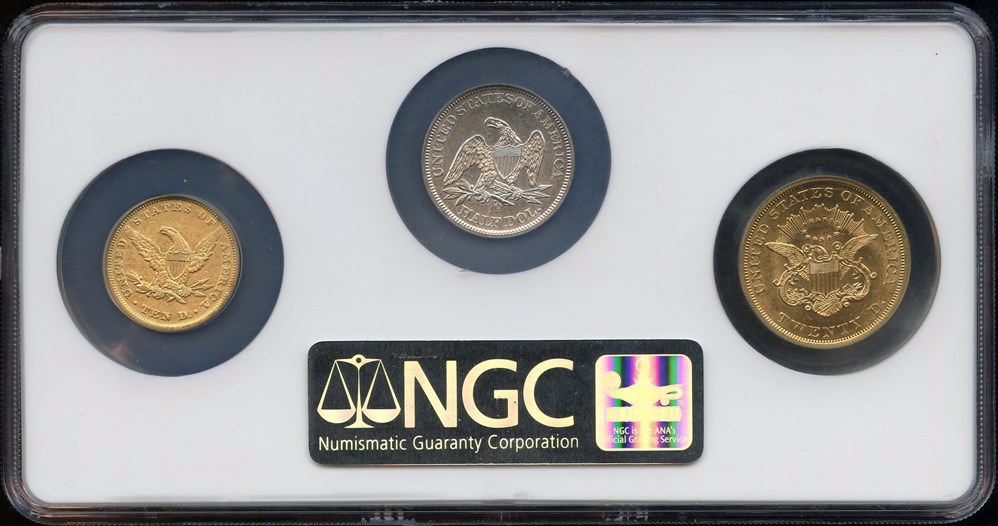 UNITED STATES OF AMERICA
HALF DOL.
UNITED STATES OF AMERICA
TEN D.
UNITED STATES OF AMERICA
TWENTY D.
NGC
Numismatic Guaranty Corporation
NGC is the ANA's
Official Grading Service